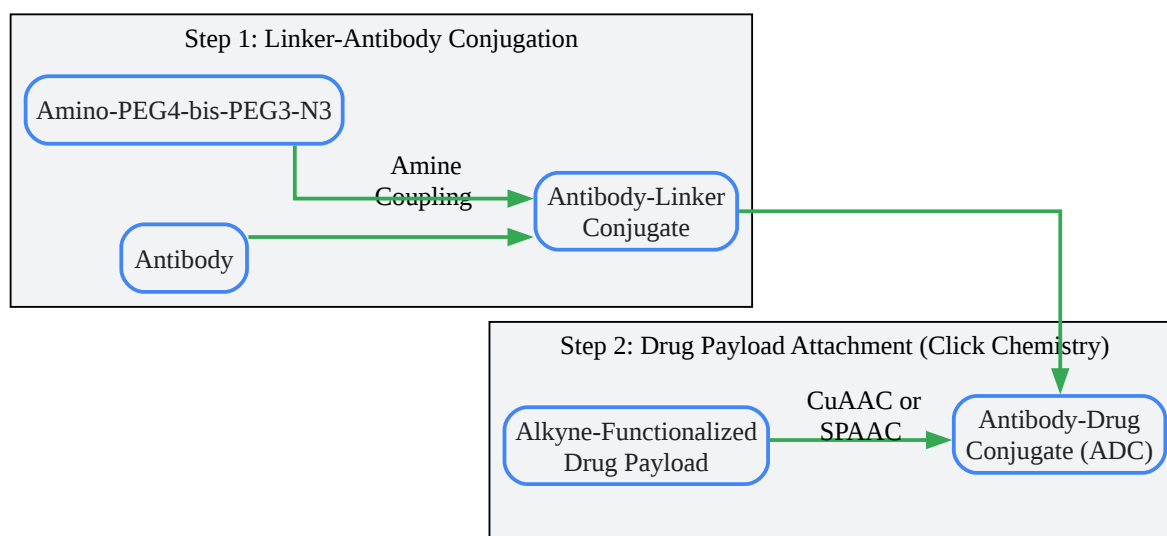 Step 1: Linker-Antibody Conjugation
Amino-PEG4-bis-PEG3-N3
Amine
Coupling
Antibody-Linker
Conjugate
Antibody
Step 2: Drug Payload Attachment (Click Chemistry)
CuAAC or
SPAAC
Alkyne-Functionalized
Drug Payload
Antibody-Drug
Conjugate (ADC)